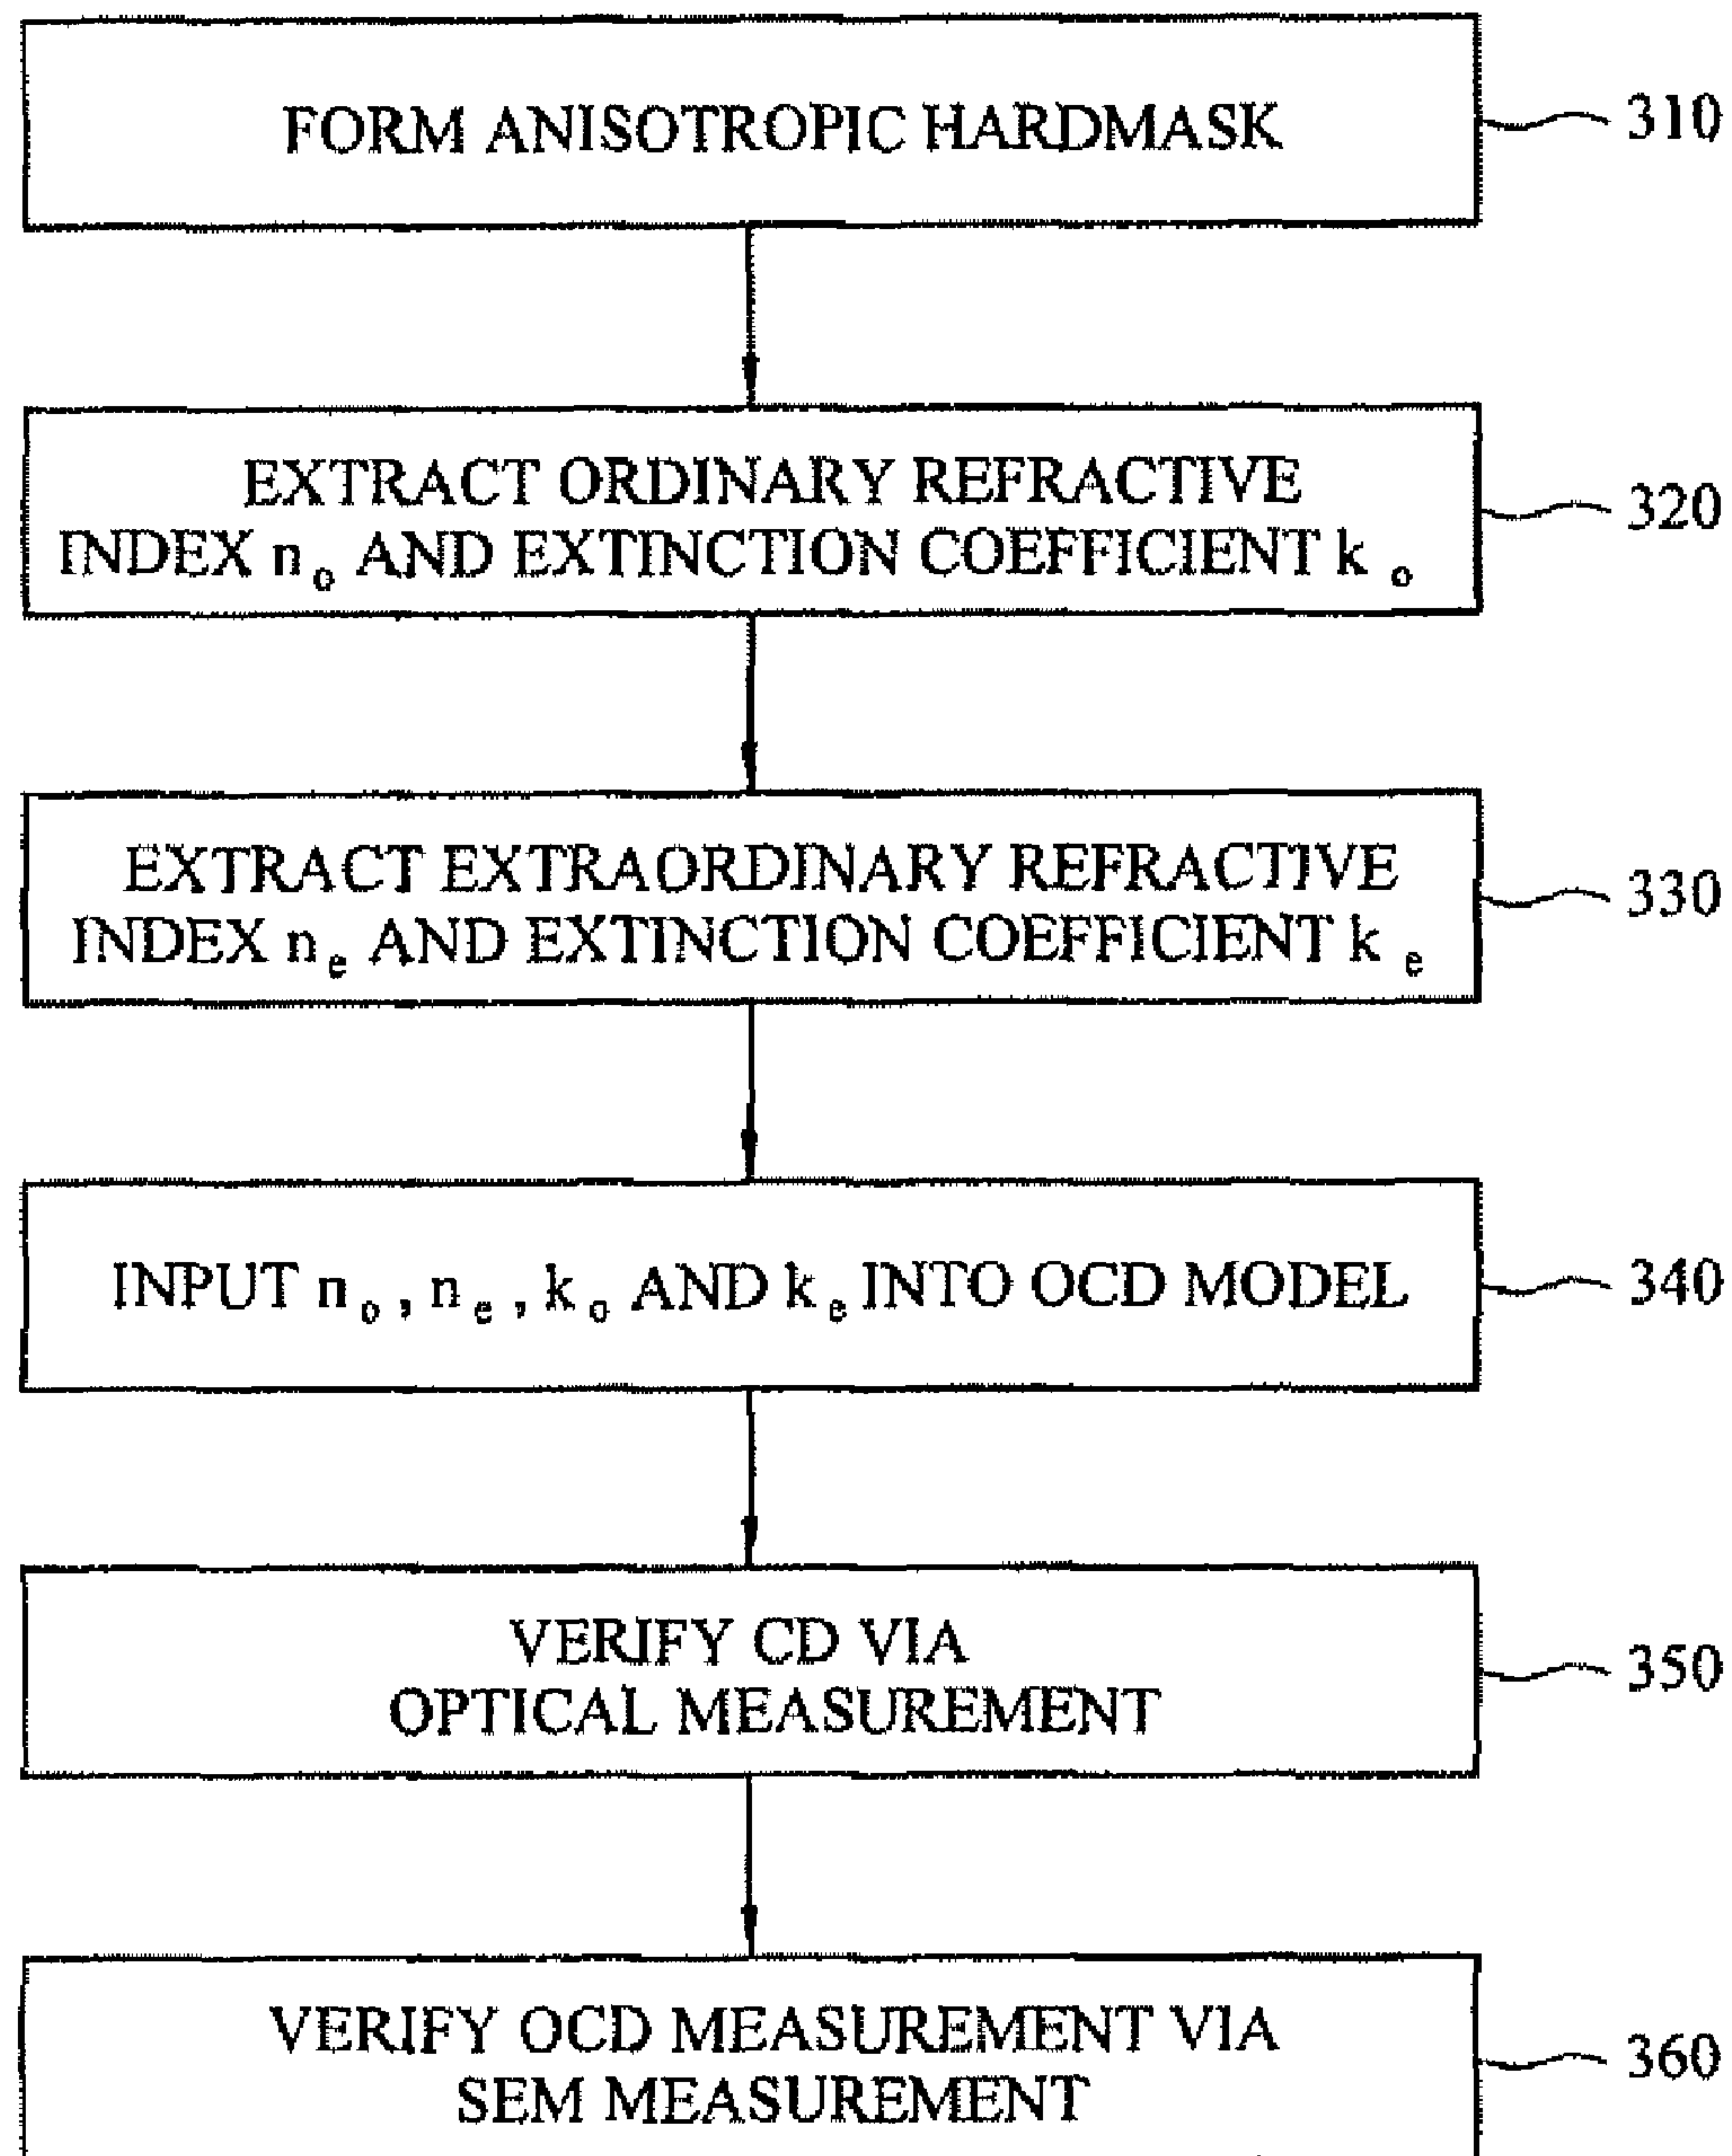 FORM ANISOTROPIC HARDMASK
310
EXTRACT ORDINARY REFRACTIVE
INDEX nₒ AND EXTINCTION COEFFICIENT kₒ
320
EXTRACT EXTRAORDINARY REFRACTIVE
INDEX nₑ AND EXTINCTION COEFFICIENT kₑ
330
INPUT nₒ, nₑ, kₒ AND kₑ INTO OCD MODEL
340
VERIFY CD VIA
OPTICAL MEASUREMENT
350
VERIFY OCD MEASUREMENT VIA
SEM MEASUREMENT
360